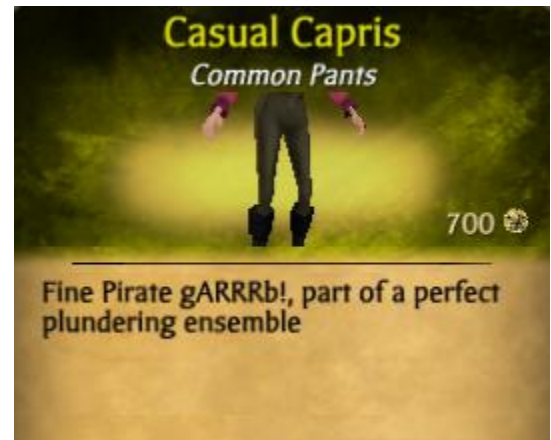 Casual Capris
Common Pants
700
Fine Pirate gARRRb!, part of a perfect
plundering ensemble